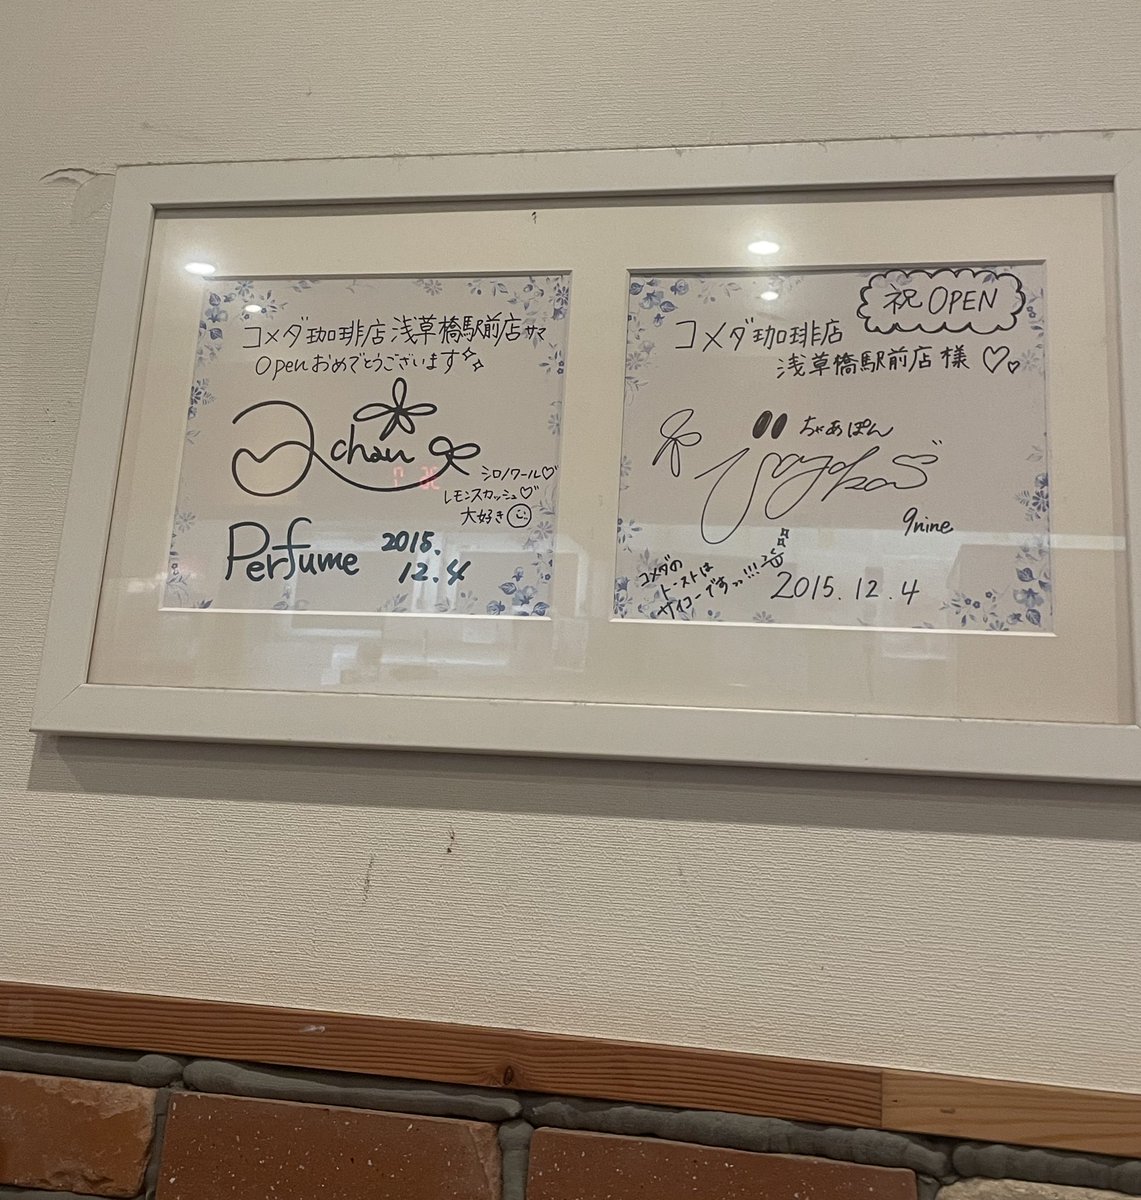 コメダ珈琲店 浅草橋駅前店サマ
Openおめでとうございます
chan
シロノワール♡
レモンスカッシュ♡
大好き
Perfume 2015.
12.4
祝 OPEN
コメダ珈琲店
浅草橋駅前店 様 ♡♡
ちゃあぽん
9nine
コメダの
トーストは
サイコーですっ!!!
2015.12.4